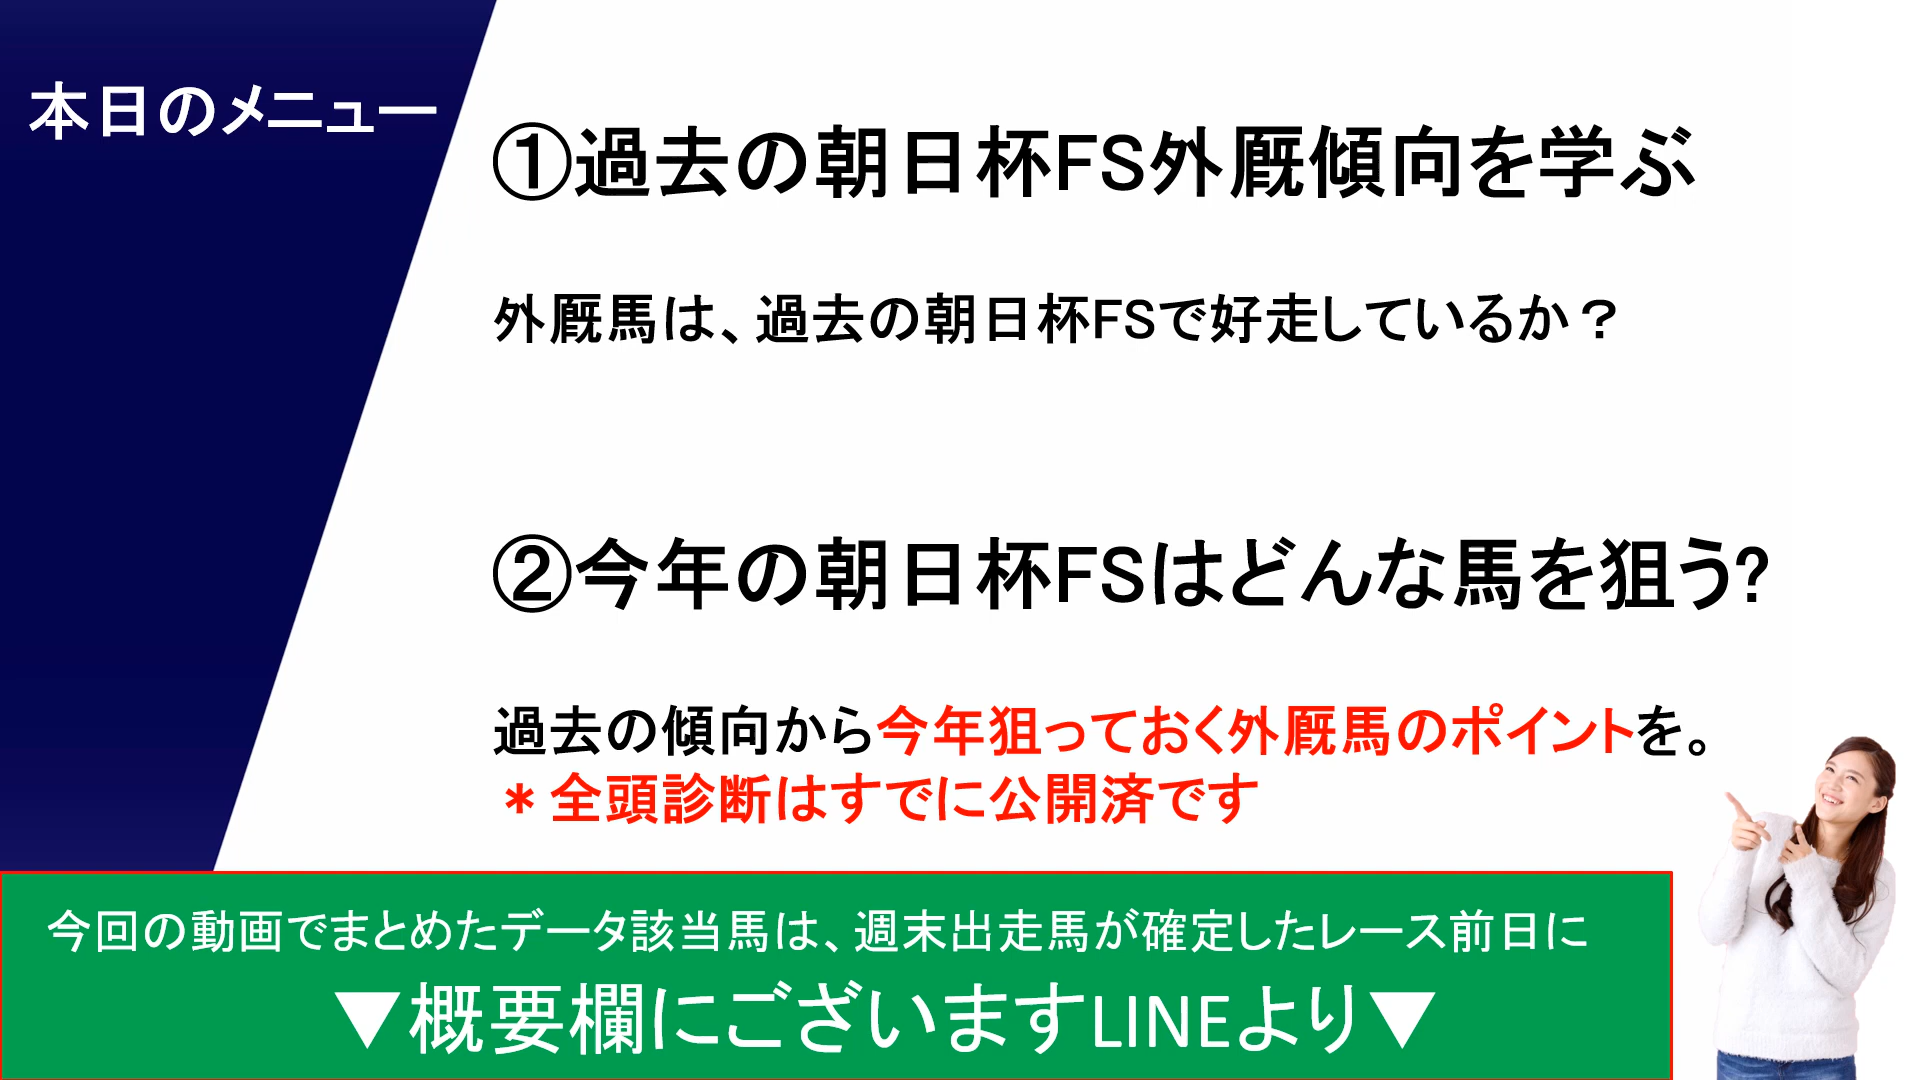 本日のメニュー
①過去の朝日杯FS外厩傾向を学ぶ
外厩馬は、過去の朝日杯FSで好走しているか？
②今年の朝日杯FSはどんな馬を狙う?
過去の傾向から今年狙っておく外厩馬のポイントを。
＊全頭診断はすでに公開済です
今回の動画でまとめたデータ該当馬は、週末出走馬が確定したレース前日に
▼概要欄にございますLINEより▼